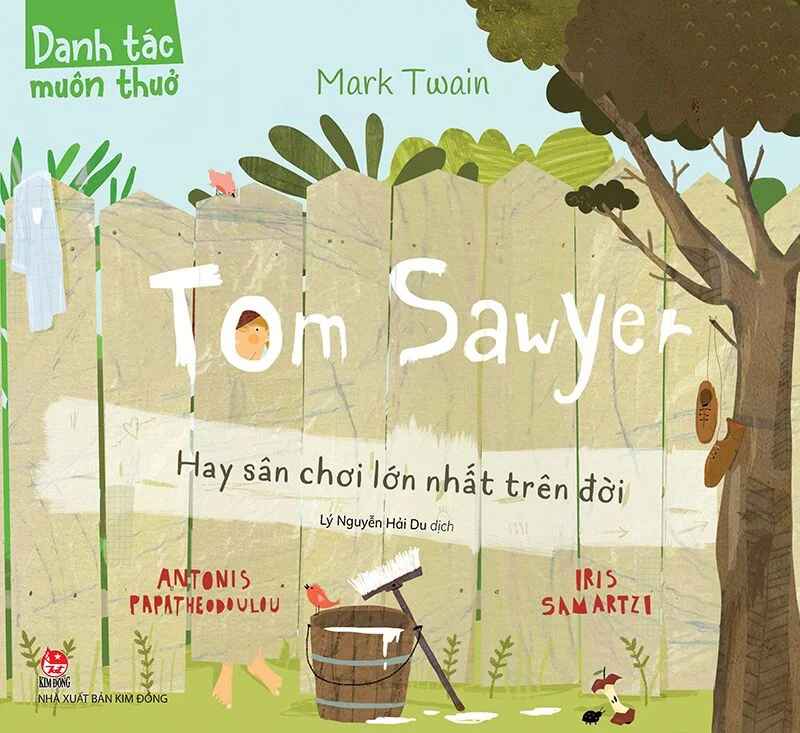 Danh tác
muôn thuở
Mark Twain
Tom Sawyer
Hay sân chơi lớn nhất trên đời
Lý Nguyễn Hải Du dịch
ANTONIS
PAPATHEODOULOU
IRIS
SAMARTZI
KIM ĐỒNG
NHÀ XUẤT BẢN KIM ĐỒNG